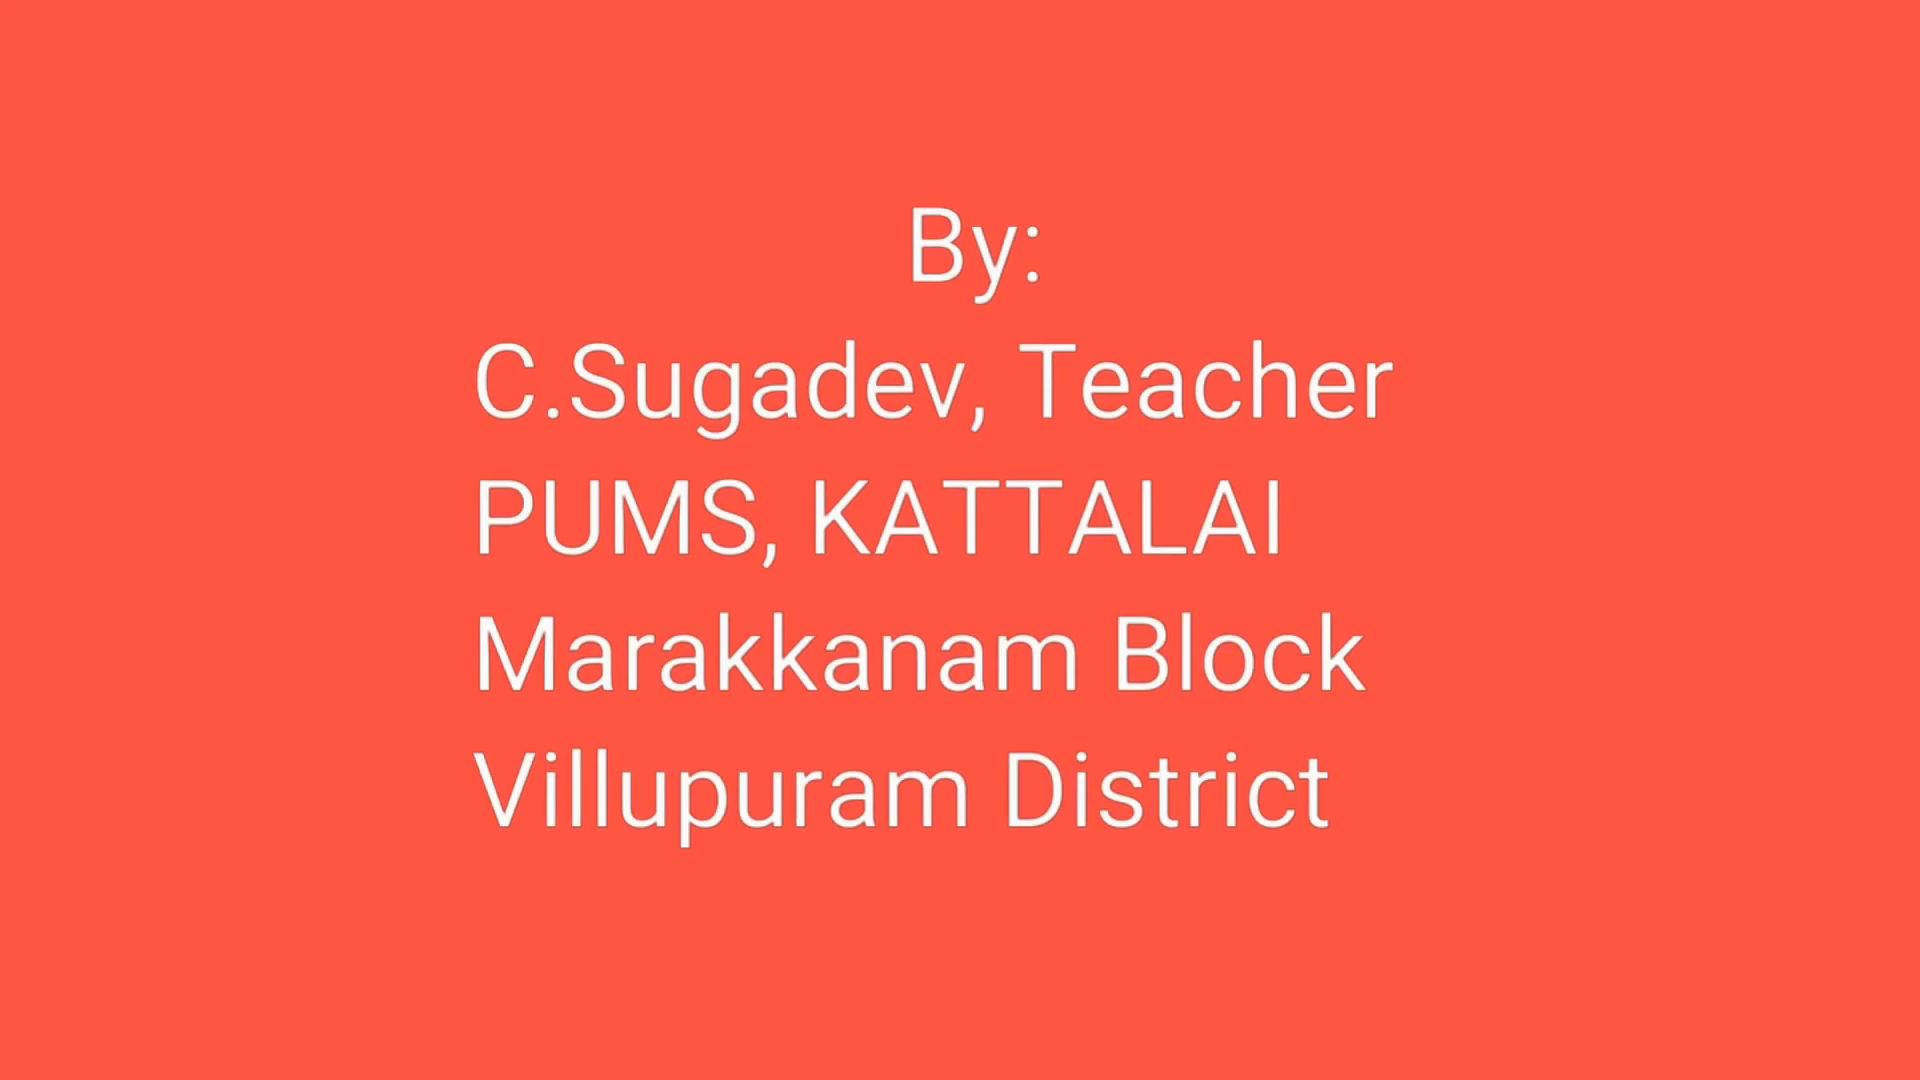 By:
C.Sugadev, Teacher
PUMS, KATTALAI
Marakkanam Block
Villupuram District